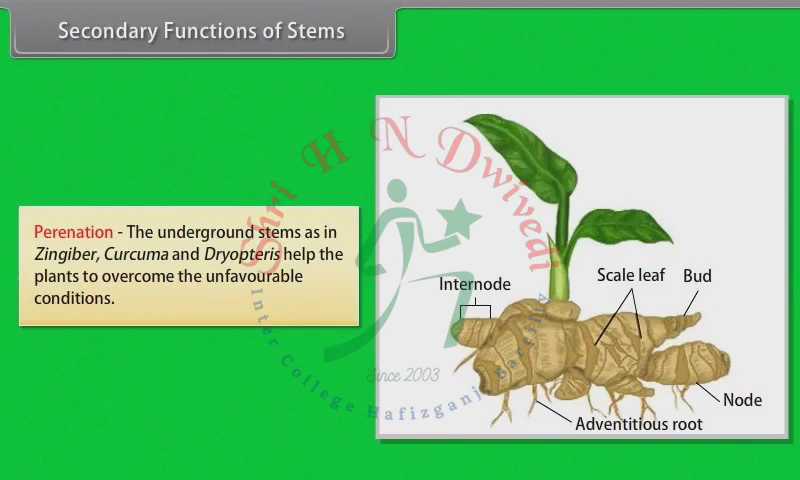 Secondary Functions of Stems
Perenation - The underground stems as in
Zingiber, Curcuma and Dryopteris help the
plants to overcome the unfavourable
conditions.
Internode
Scale leaf
Bud
Node
Adventitious root
Shri H N Dwivedi
Inter College Hafizganj Bareilly
Since 2003